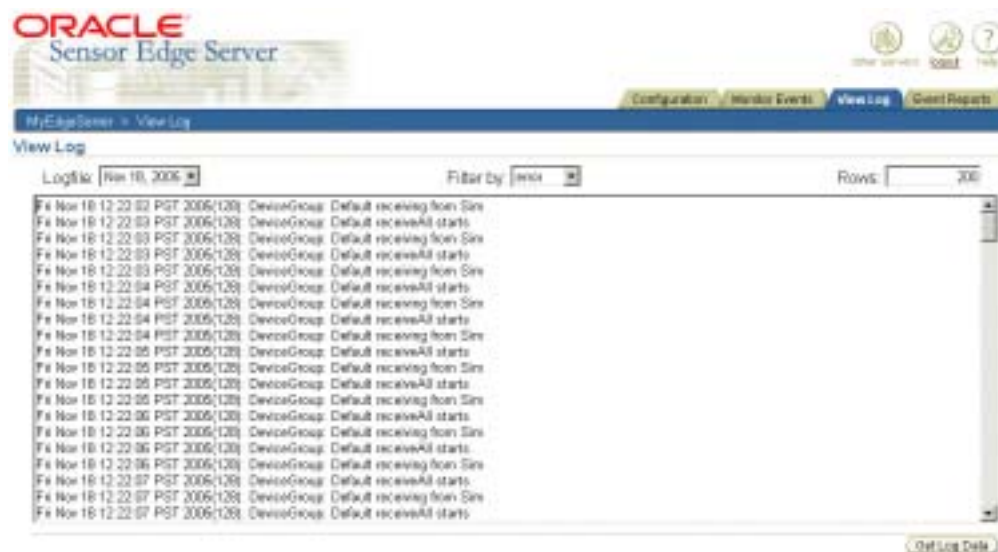 ORACLE
Sensor Edge Server
logout Help
Configuration Monitor Events View Log Event Reports
MyEdgeServer > View Log
View Log
Logfile: Nov 18, 2005 Filter by: error Rows: 200
Fri Nov 18 12:22:02 PST 2005(128): DeviceGroup: Default receiving from Sim
Fri Nov 18 12:22:03 PST 2005(128): DeviceGroup: Default receiveAll starts
Fri Nov 18 12:22:03 PST 2005(128): DeviceGroup: Default receiving from Sim
Fri Nov 18 12:22:03 PST 2005(128): DeviceGroup: Default receiveAll starts
Fri Nov 18 12:22:03 PST 2005(128): DeviceGroup: Default receiving from Sim
Fri Nov 18 12:22:04 PST 2005(128): DeviceGroup: Default receiveAll starts
Fri Nov 18 12:22:04 PST 2005(128): DeviceGroup: Default receiving from Sim
Fri Nov 18 12:22:04 PST 2005(128): DeviceGroup: Default receiveAll starts
Fri Nov 18 12:22:04 PST 2005(128): DeviceGroup: Default receiving from Sim
Fri Nov 18 12:22:05 PST 2005(128): DeviceGroup: Default receiveAll starts
Fri Nov 18 12:22:05 PST 2005(128): DeviceGroup: Default receiving from Sim
Fri Nov 18 12:22:05 PST 2005(128): DeviceGroup: Default receiveAll starts
Fri Nov 18 12:22:05 PST 2005(128): DeviceGroup: Default receiving from Sim
Fri Nov 18 12:22:06 PST 2005(128): DeviceGroup: Default receiveAll starts
Fri Nov 18 12:22:06 PST 2005(128): DeviceGroup: Default receiving from Sim
Fri Nov 18 12:22:06 PST 2005(128): DeviceGroup: Default receiveAll starts
Fri Nov 18 12:22:06 PST 2005(128): DeviceGroup: Default receiving from Sim
Fri Nov 18 12:22:07 PST 2005(128): DeviceGroup: Default receiveAll starts
Fri Nov 18 12:22:07 PST 2005(128): DeviceGroup: Default receiving from Sim
Fri Nov 18 12:22:07 PST 2005(128): DeviceGroup: Default receiveAll starts
Get Log Data